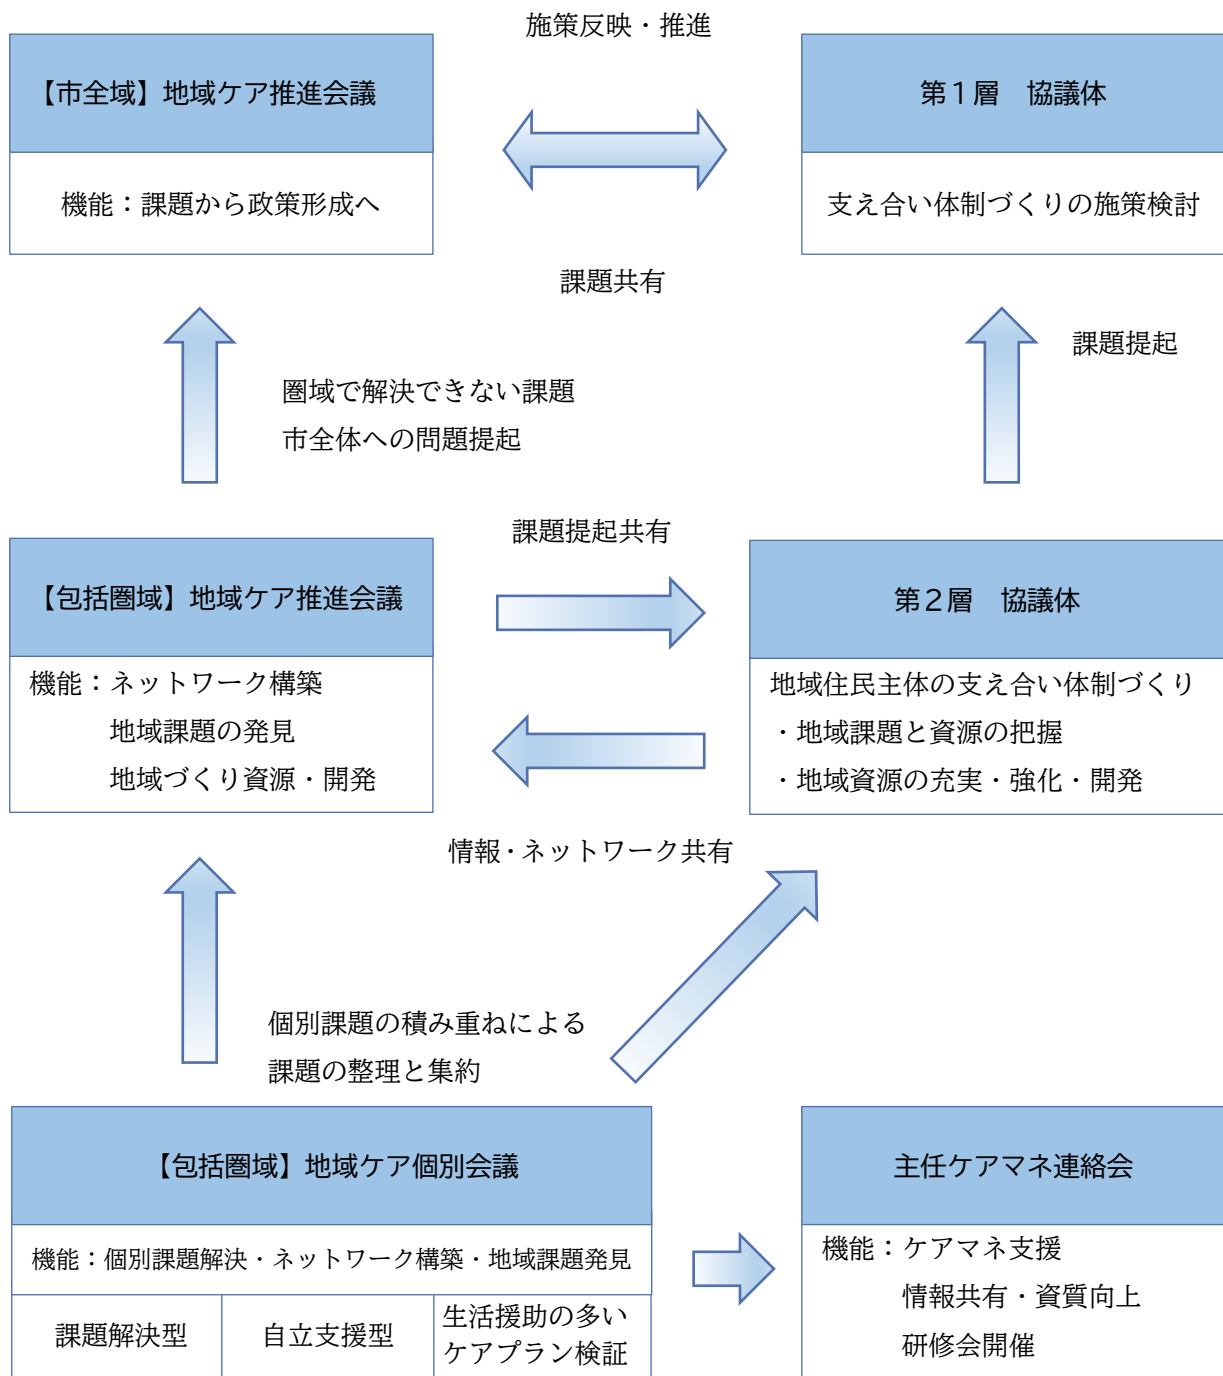 施策反映・推進
【市全域】地域ケア推進会議
第１層　協議体
機能：課題から政策形成へ
支え合い体制づくりの施策検討
課題共有
課題提起
圏域で解決できない課題
市全体への問題提起
課題提起共有
【包括圏域】地域ケア推進会議
第２層　協議体
機能：ネットワーク構築
地域課題の発見
地域づくり資源・開発
地域住民主体の支え合い体制づくり
・地域課題と資源の把握
・地域資源の充実・強化・開発
情報・ネットワーク共有
個別課題の積み重ねによる
課題の整理と集約
【包括圏域】地域ケア個別会議
主任ケアマネ連絡会
機能：個別課題解決・ネットワーク構築・地域課題発見
課題解決型
自立支援型
生活援助の多い
ケアプラン検証
機能：ケアマネ支援
情報共有・資質向上
研修会開催